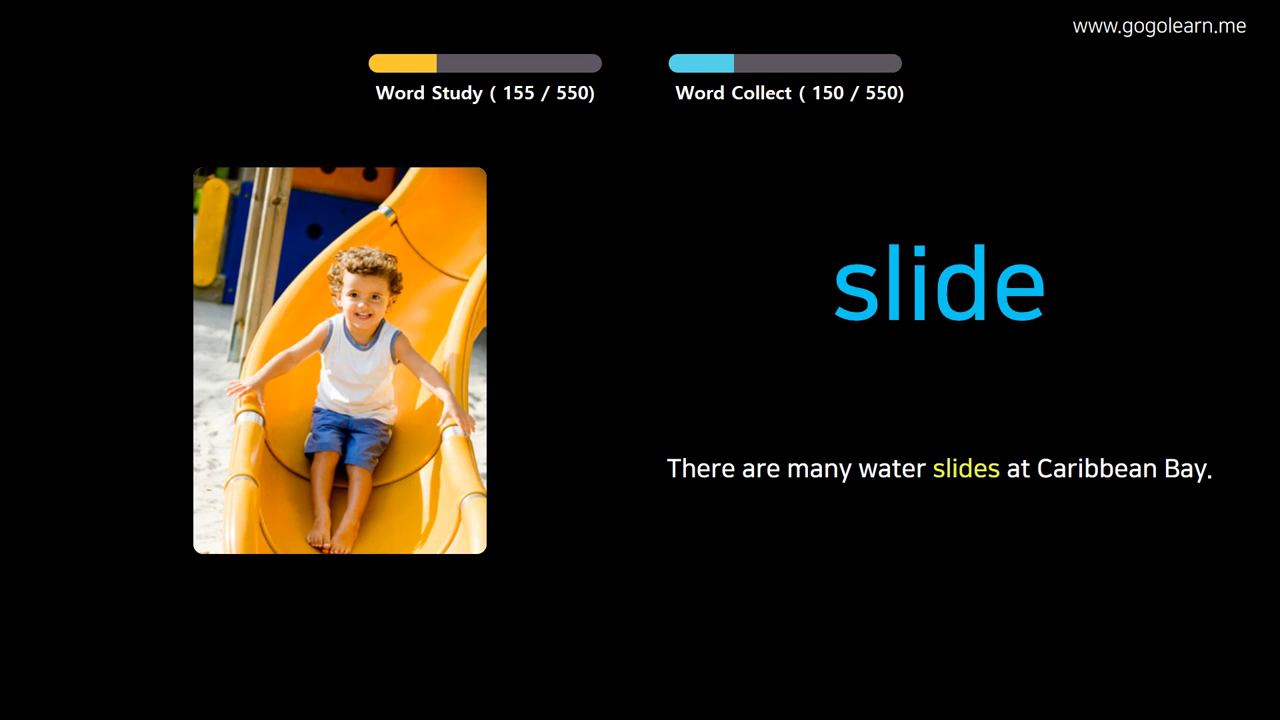 www.gogolearn.me
Word Study ( 155 / 550)
Word Collect ( 150 / 550)
slide
There are many water slides at Caribbean Bay.